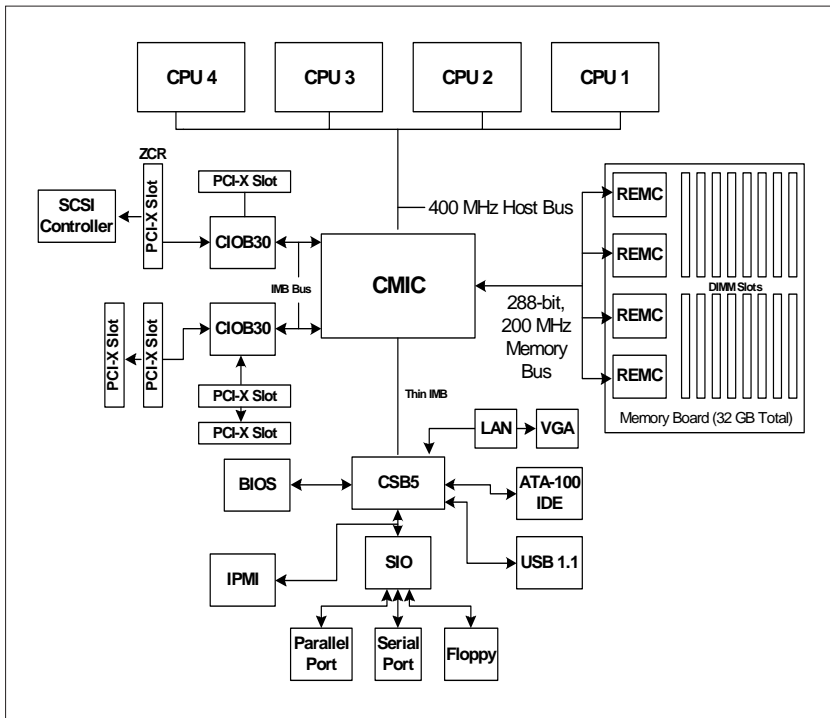 CPU 4
CPU 3
CPU 2
CPU 1
ZCR
PCI-X Slot
PCI-X Slot
SCSI
Controller
CIOB30
400 MHz Host Bus
REMC
REMC
REMC
REMC
DIMM Slots
Memory Board (32 GB Total)
IMB Bus
CMIC
288-bit,
200 MHz
Memory
Bus
PCI-X Slot
PCI-X Slot
CIOB30
PCI-X Slot
PCI-X Slot
Thin IMB
LAN
VGA
BIOS
CSB5
ATA-100
IDE
IPMI
SIO
USB 1.1
Parallel
Port
Serial
Port
Floppy